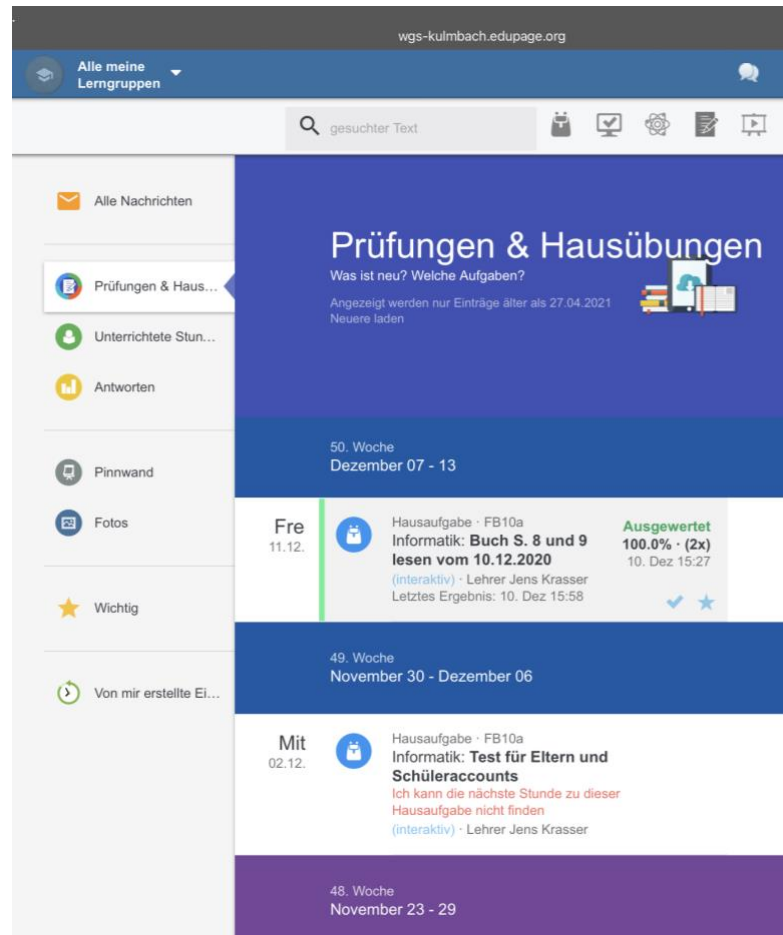 wgs-kulmbach.edupage.org
Alle meine
Lerngruppen
gesuchter Text
Alle Nachrichten
Prüfungen & Haus...
Unterrichtete Stun...
Antworten
Pinnwand
Fotos
Wichtig
Von mir erstellte Ei...
Prüfungen & Hausübungen
Was ist neu? Welche Aufgaben?
Angezeigt werden nur Einträge älter als 27.04.2021
Neuere laden
50. Woche
Dezember 07 - 13
Fre
11.12.
Hausaufgabe · FB10a
Informatik: Buch S. 8 und 9
lesen vom 10.12.2020
(interaktiv) · Lehrer Jens Krasser
Letztes Ergebnis: 10. Dez 15:58
Ausgewertet
100.0% · (2x)
10. Dez 15:27
49. Woche
November 30 - Dezember 06
Mit
02.12.
Hausaufgabe · FB10a
Informatik: Test für Eltern und
Schüleraccounts
Ich kann die nächste Stunde zu dieser
Hausaufgabe nicht finden
(interaktiv) · Lehrer Jens Krasser
48. Woche
November 23 - 29